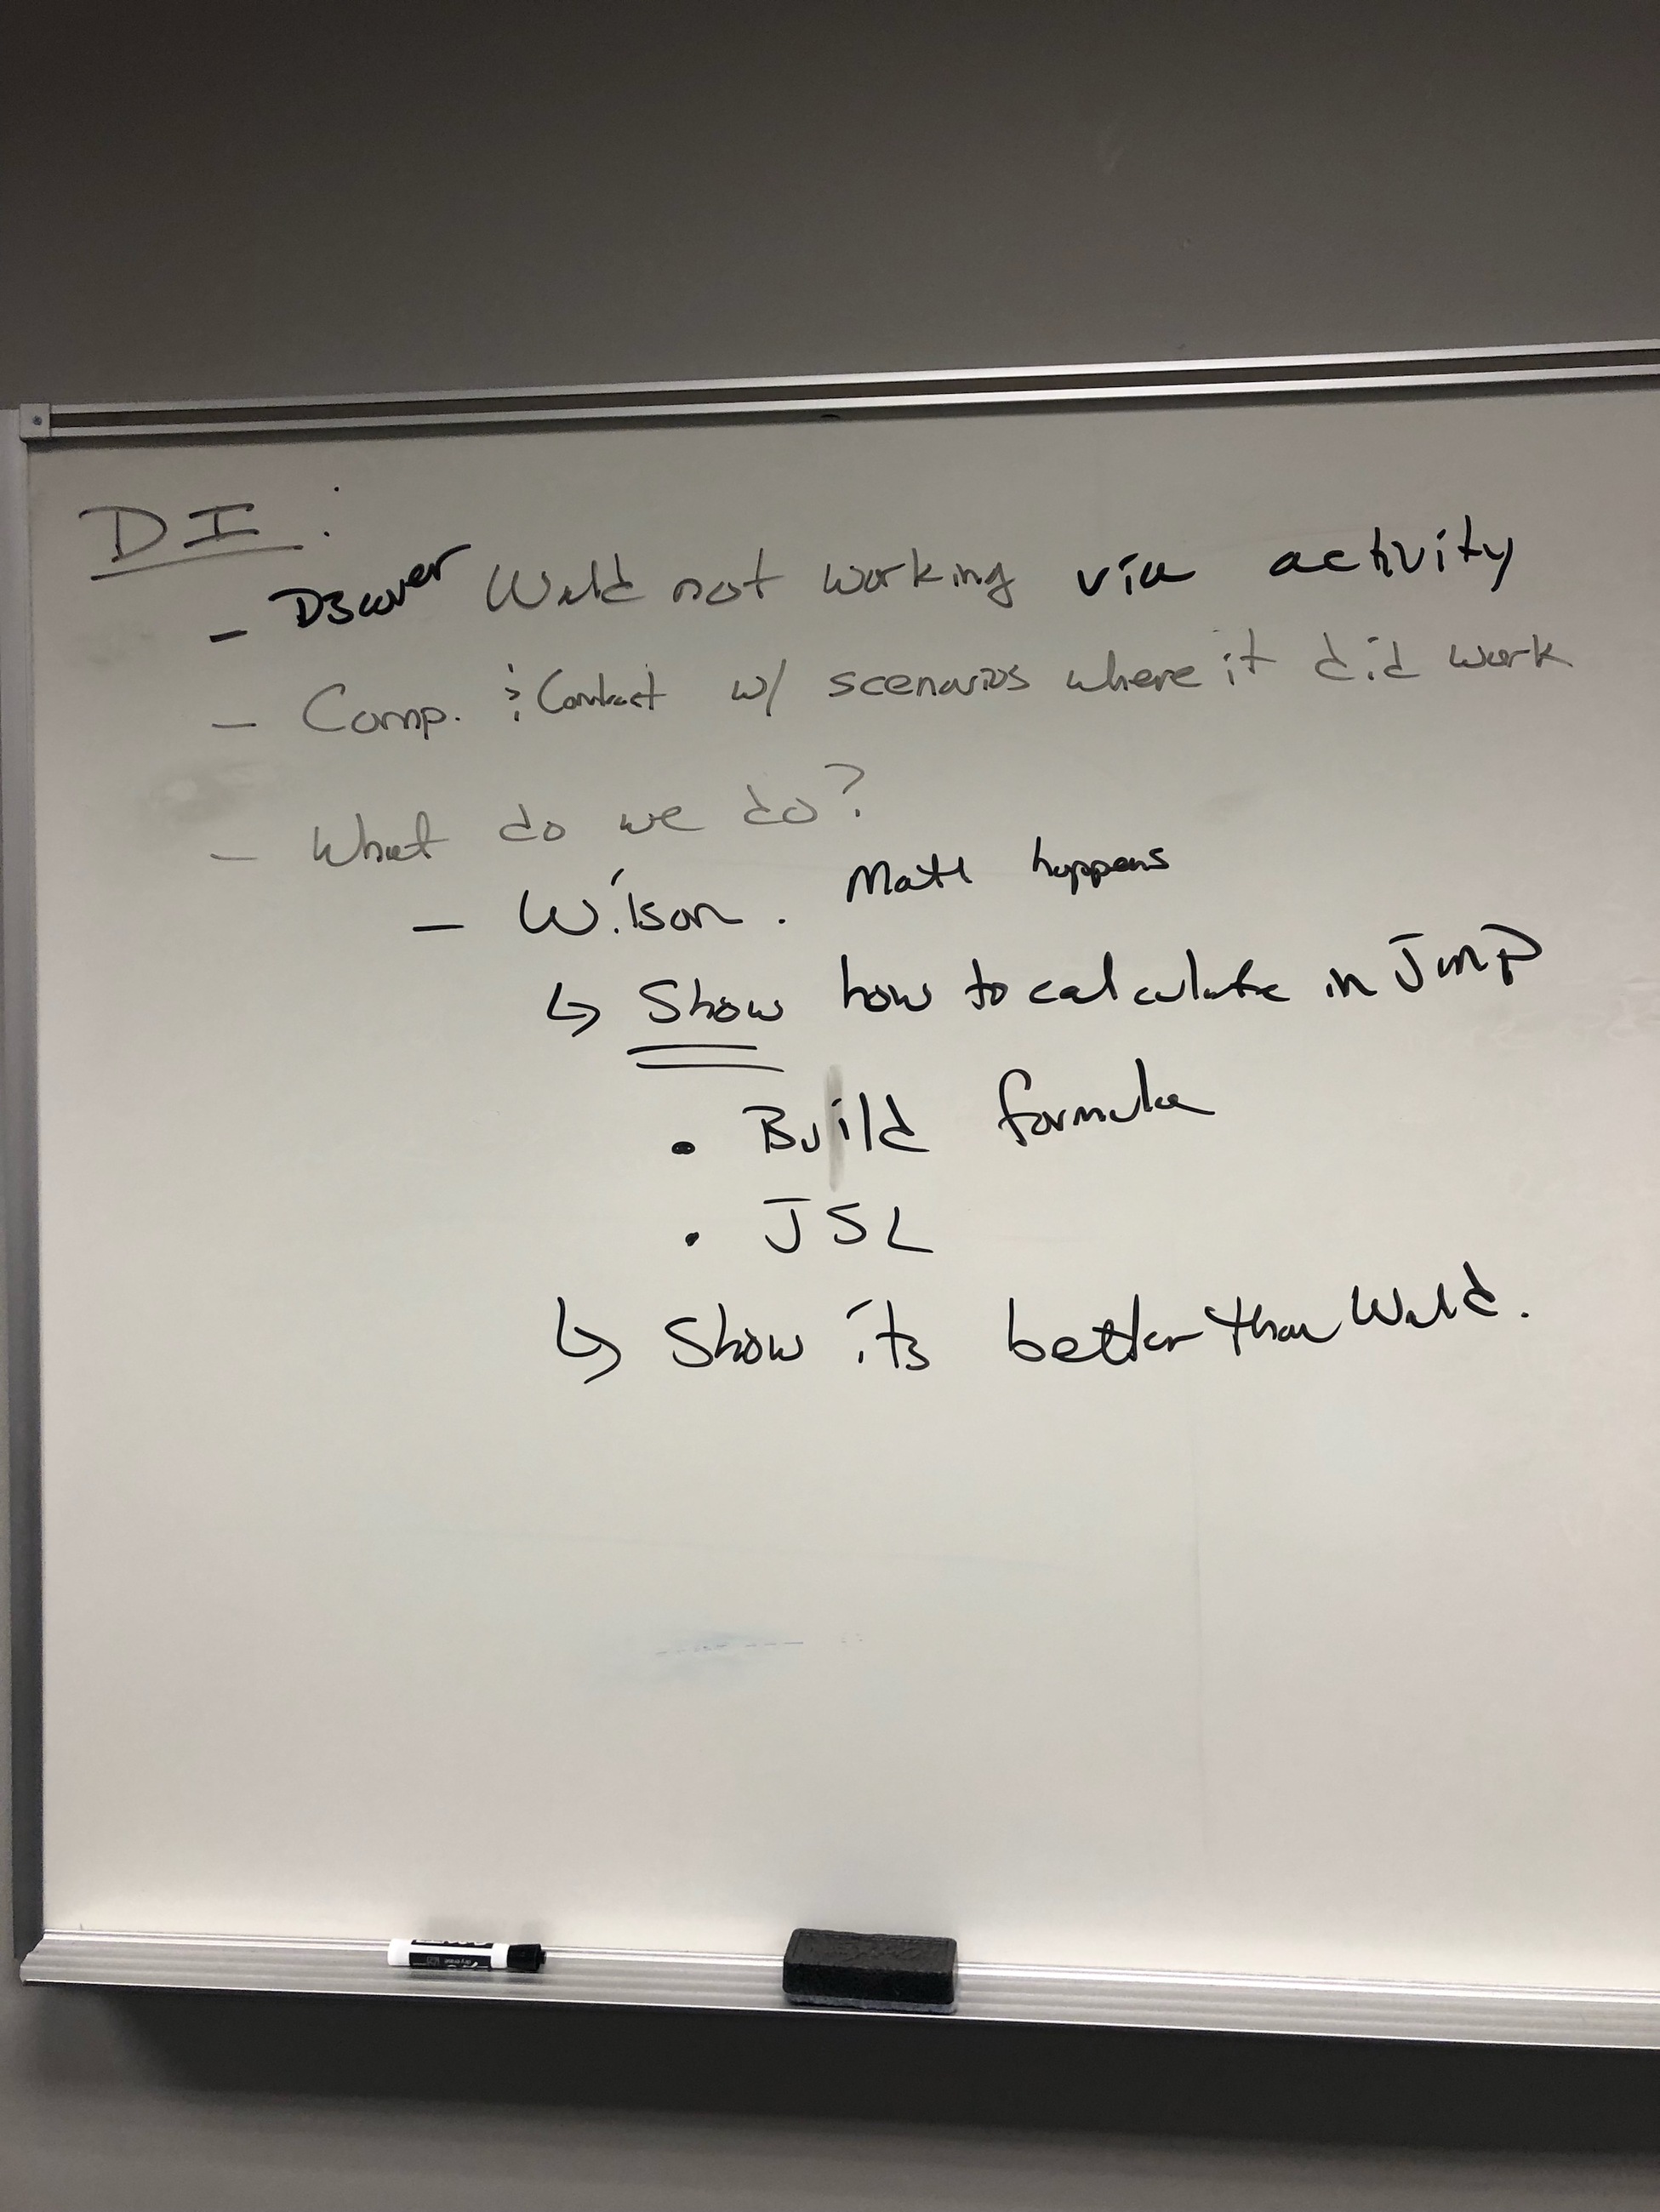 DI:
- Discover Wald not working via activity
- Comp. & Contrast w/ scenarios where it did work
- What do we do?
- Wilson. Math happens
↳ Show how to calculate in JMP
• Build formula
• JSL
↳ Show its better than Wald.